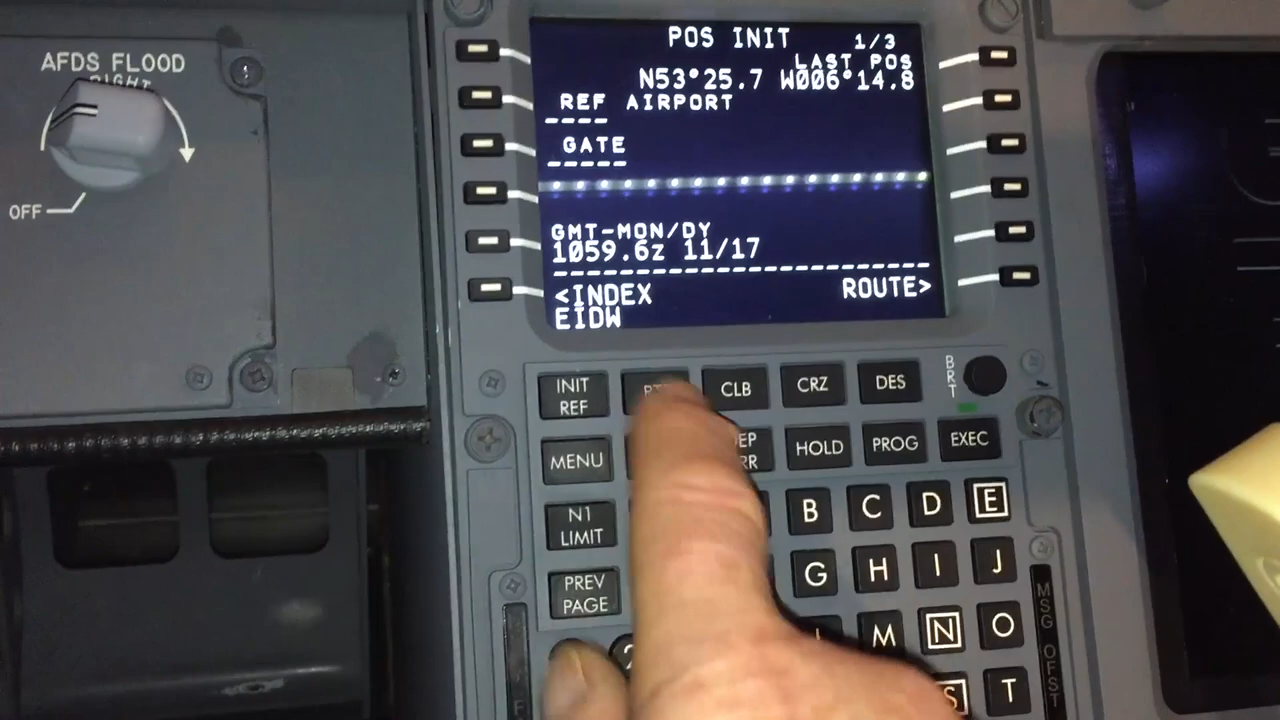 AFDS FLOOD
RIGHT
OFF
POS INIT 1/3
LAST POS
N53°25.7 W006°14.8
REF AIRPORT
----
GATE
-----
GMT-MON/DY
1059.6z 11/17
<INDEX ROUTE>
EIDW
INIT REF
CLB
CRZ
DES
BRT
MENU
HOLD
PROG
EXEC
N1 LIMIT
B
C
D
E
PREV PAGE
G
H
I
J
M
N
O
S
T
MSG
OFST